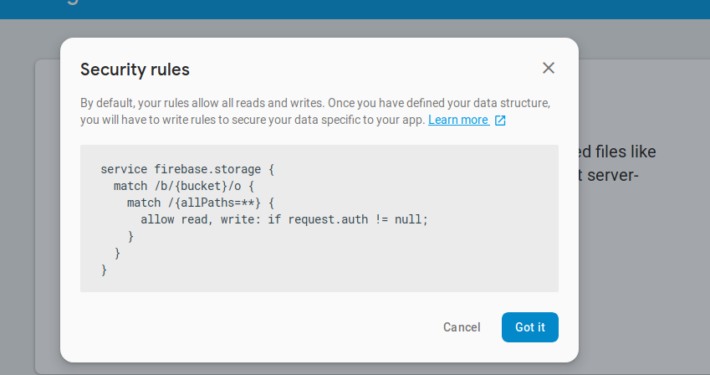 Security rules
By default, your rules allow all reads and writes. Once you have defined your data structure,
you will have to write rules to secure your data specific to your app. Learn more
service firebase.storage {
  match /b/{bucket}/o {
    match /{allPaths=**} {
      allow read, write: if request.auth != null;
    }
  }
}
ed files like
t server-
Cancel Got it